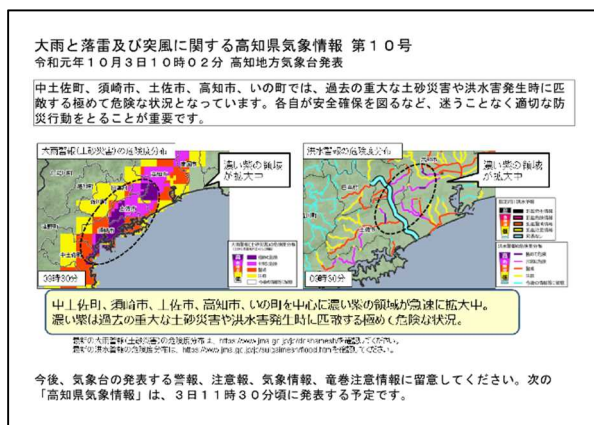 大雨と落雷及び突風に関する高知県気象情報 第10号
令和元年10月3日10時02分 高知地方気象台発表
中土佐町、須崎市、土佐市、高知市、いの町では、過去の重大な土砂災害や洪水害発生時に匹
敵する極めて危険な状況となっています。各自が安全確保を図るなど、迷うことなく適切な防
災行動をとることが重要です。
大雨警報(土砂災害)の危険度分布
濃い紫の領域
が拡大中
09時30分
洪水警報の危険度分布
濃い紫の領域
が拡大中
09時30分
中土佐町、須崎市、土佐市、高知市、いの町を中心に濃い紫の領域が急速に拡大中。
濃い紫は過去の重大な土砂災害や洪水害発生時に匹敵する極めて危険な状況。
今後、気象台の発表する警報、注意報、気象情報、竜巻注意情報に留意してください。次の
「高知県気象情報」は、3日11時30分頃に発表する予定です。